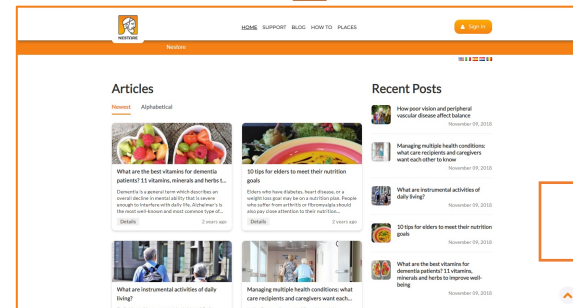 NESTORE
HOME SUPPORT BLOG HOW TO PLACES
Sign In
Nestore
Articles
Newest Alphabetical
What are the best vitamins for dementia
patients? 11 vitamins, minerals and herbs t...
Dementia is a general term which describes an
overall decline in mental ability that is severe
enough to interfere with daily life. Alzheimer's is
the most well-known and most common type of...
Details 2 years ago
10 tips for elders to meet their nutrition
goals
Elders who have diabetes, heart disease, or a
weight loss goal may be on a nutrition plan. People
who suffer from arthritis or fibromyalgia should
also pay close attention to their nutrition...
Details 2 years ago
What are instrumental activities of daily
living?
Managing multiple health conditions: what
care recipients and caregivers want each...
Recent Posts
How poor vision and peripheral
vascular disease affect balance
November 09, 2018
Managing multiple health conditions:
what care recipients and caregivers
want each other to know
November 09, 2018
What are instrumental activities of
daily living?
November 09, 2018
10 tips for elders to meet their nutrition
goals
November 09, 2018
What are the best vitamins for
dementia patients? 11 vitamins,
minerals and herbs to improve well-
being
November 09, 2018